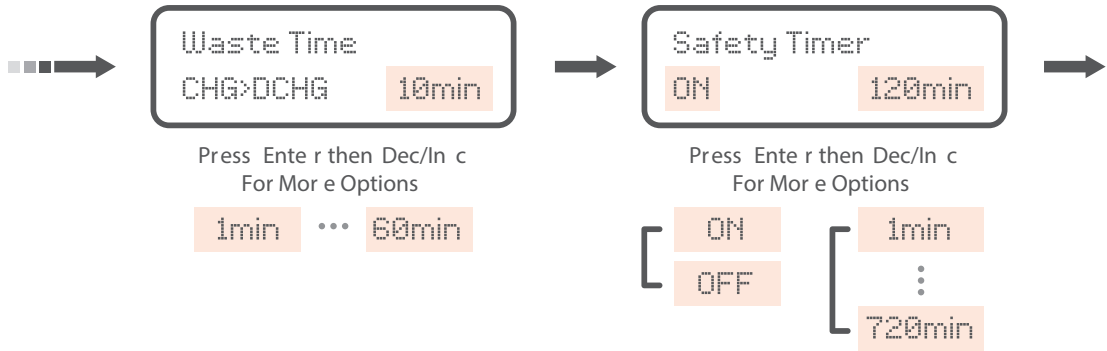 Waste Time
CHG>DCHG 10min
Press Ente r then Dec/In c
For Mor e Options
1min ••• 60min
Safety Timer
ON 120min
Press Ente r then Dec/In c
For Mor e Options
ON
OFF
1min
720min